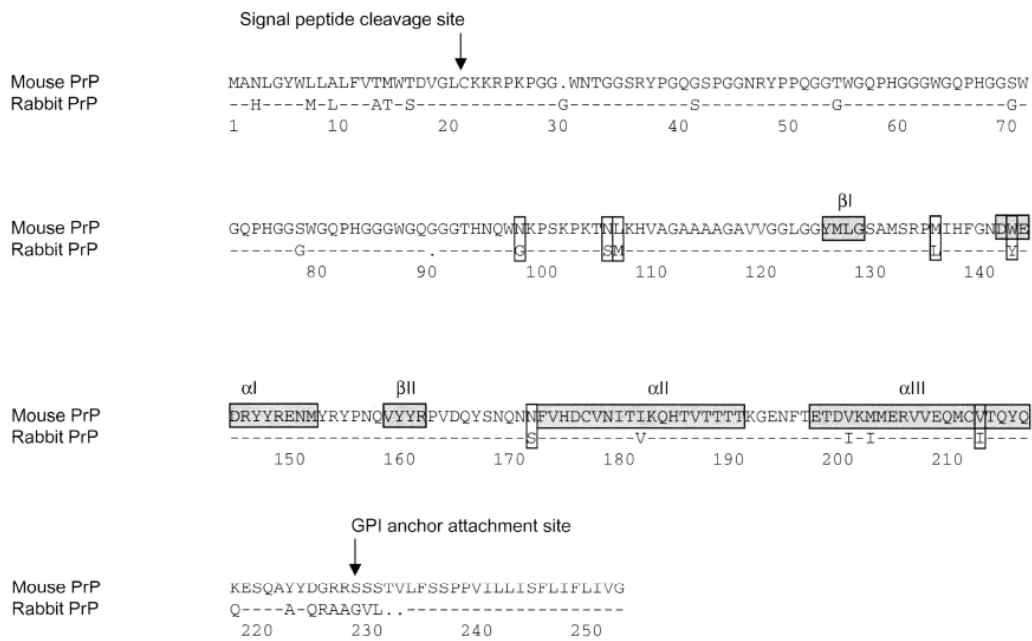 Signal peptide cleavage site
Mouse PrP MANLGYWLLALFVTMWTDVGLCKKRPKPGG.WNTGGSRYPGQGSPGGNRYPPQGGTWGQPHGGGWGQPHGGSW
Rabbit PrP --H----M-L---AT-S-------------G-----------S------------G---------------G-
1 10 20 30 40 50 60 70
βI
Mouse PrP GQPHGGSWGQPHGGGWGQGGGTHNQWNKPSKPKTNLKHVAGAAAAGAVVGGLGGYMLGSAMSRPMIHFGNDWE
Rabbit PrP ------G-----------.-------G-------SM----------------------------L------Y-
80 90 100 110 120 130 140
αI βII αII αIII
Mouse PrP DRYYRENMYRYPNQVYYRPVDQYSNQNNFVHDCVNITIKQHTVTTTTKGENFTETDVKMMERVVEQMCVTQYQ
Rabbit PrP ---------------------------S---------V------------------I-I---------I----
150 160 170 180 190 200 210
GPI anchor attachment site
Mouse PrP KESQAYYDGRRSSSTVLFSSPPVILLISFLIFLIVG
Rabbit PrP Q----A-QRAAGVL..--------------------
220 230 240 250